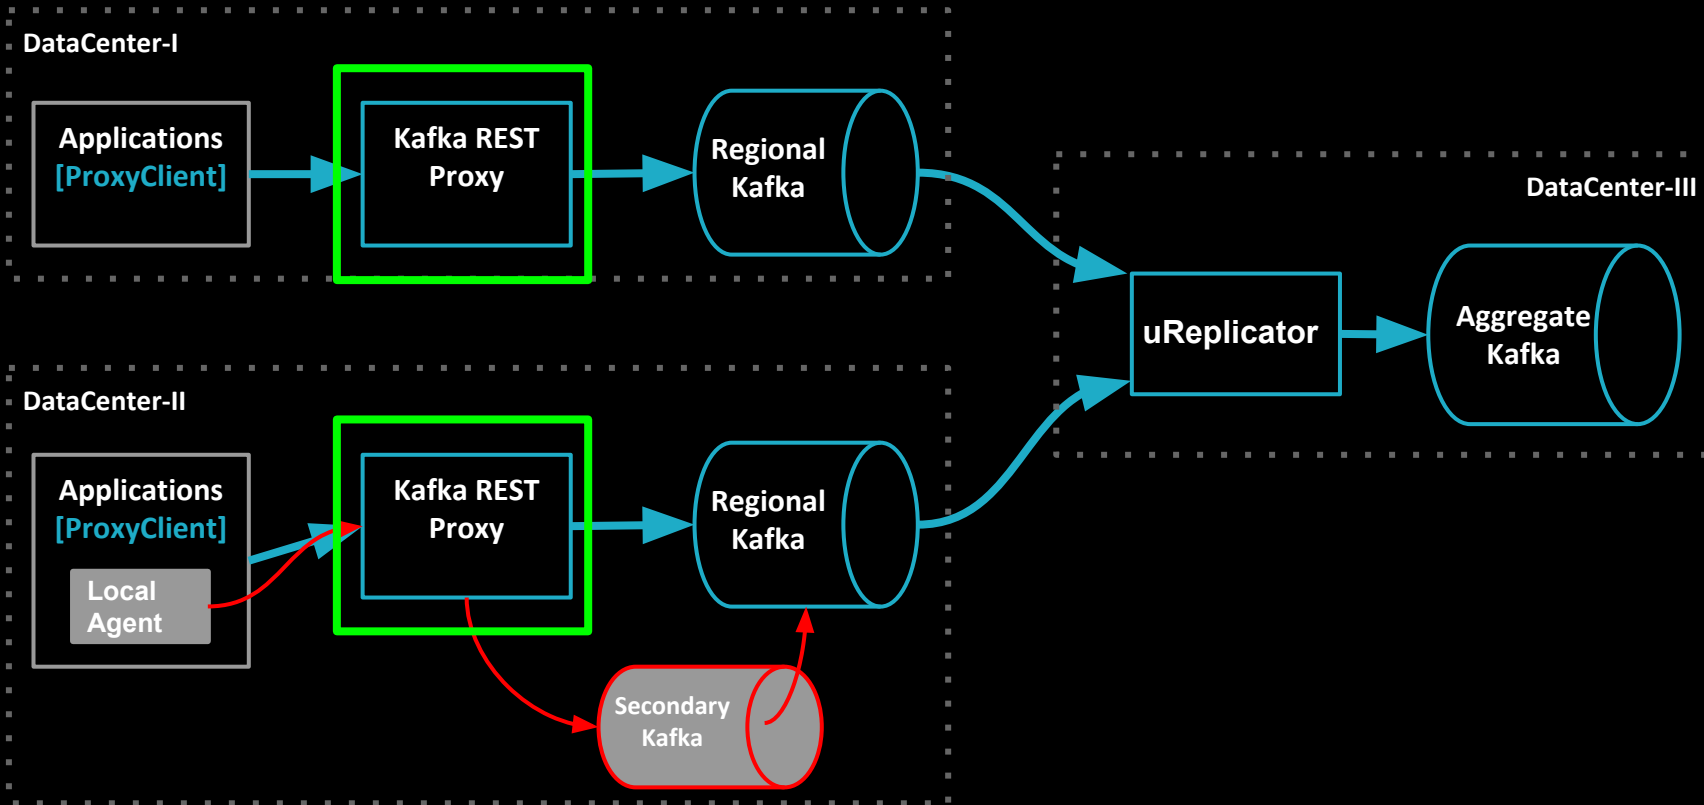 DataCenter-I
Applications
[ProxyClient]
Kafka REST
Proxy
Regional
Kafka
DataCenter-III
uReplicator
Aggregate
Kafka
DataCenter-II
Applications
[ProxyClient]
Local
Agent
Kafka REST
Proxy
Regional
Kafka
Secondary
Kafka